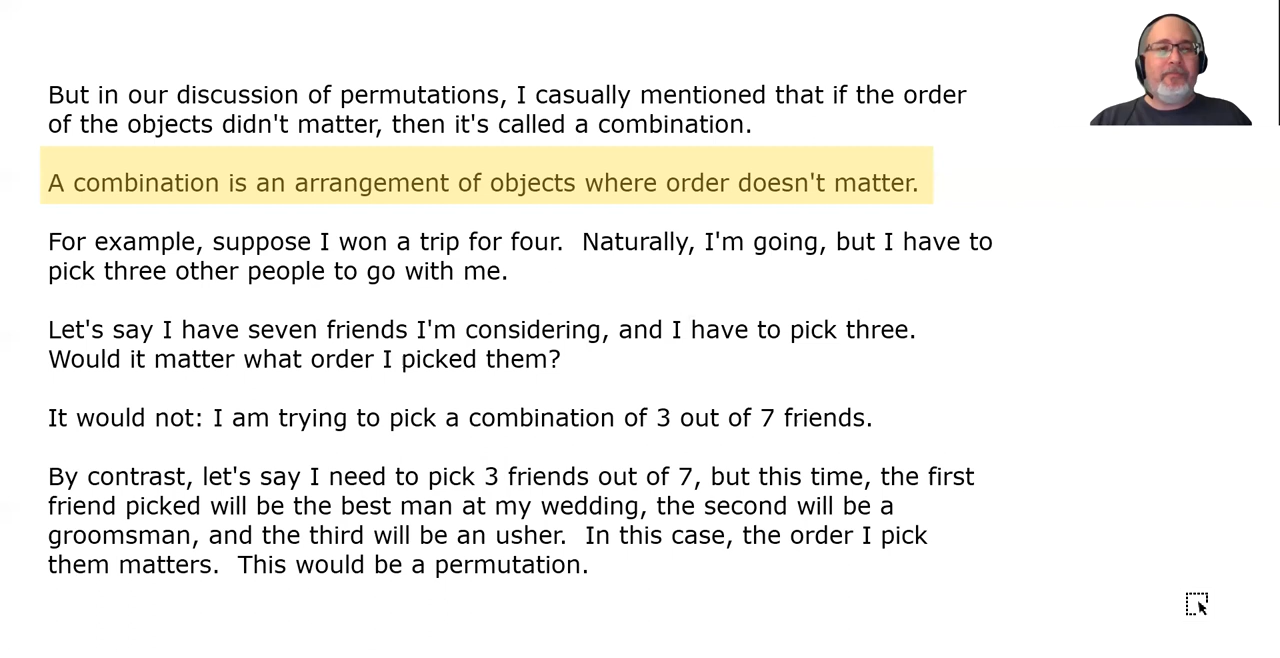 But in our discussion of permutations, I casually mentioned that if the order
of the objects didn't matter, then it's called a combination.
A combination is an arrangement of objects where order doesn't matter.
For example, suppose I won a trip for four.  Naturally, I'm going, but I have to
pick three other people to go with me.
Let's say I have seven friends I'm considering, and I have to pick three.
Would it matter what order I picked them?
It would not: I am trying to pick a combination of 3 out of 7 friends.
By contrast, let's say I need to pick 3 friends out of 7, but this time, the first
friend picked will be the best man at my wedding, the second will be a
groomsman, and the third will be an usher.  In this case, the order I pick
them matters.  This would be a permutation.